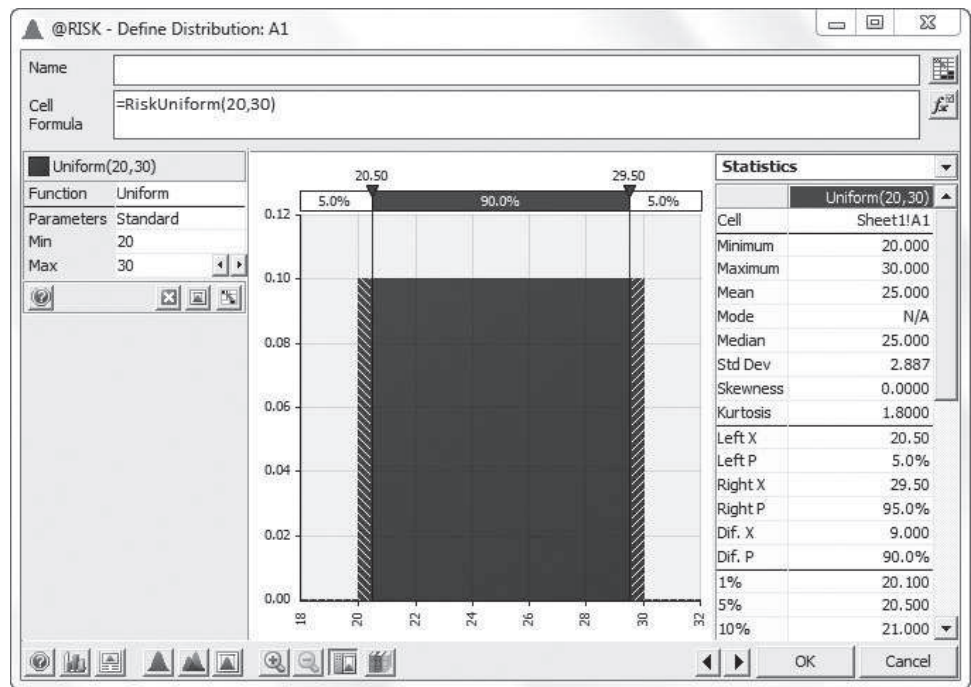 @RISK - Define Distribution: A1
Name
Cell Formula =RiskUniform(20,30)
Uniform(20,30)
Function Uniform
Parameters Standard
Min 20
Max 30
20.50 29.50
5.0% 90.0% 5.0%
0.12
0.10
0.08
0.06
0.04
0.02
0.00
18 20 22 24 26 28 30 32
Statistics
Uniform(20,30)
Cell Sheet1!A1
Minimum 20.000
Maximum 30.000
Mean 25.000
Mode N/A
Median 25.000
Std Dev 2.887
Skewness 0.0000
Kurtosis 1.8000
Left X 20.50
Left P 5.0%
Right X 29.50
Right P 95.0%
Dif. X 9.000
Dif. P 90.0%
1% 20.100
5% 20.500
10% 21.000
OK Cancel